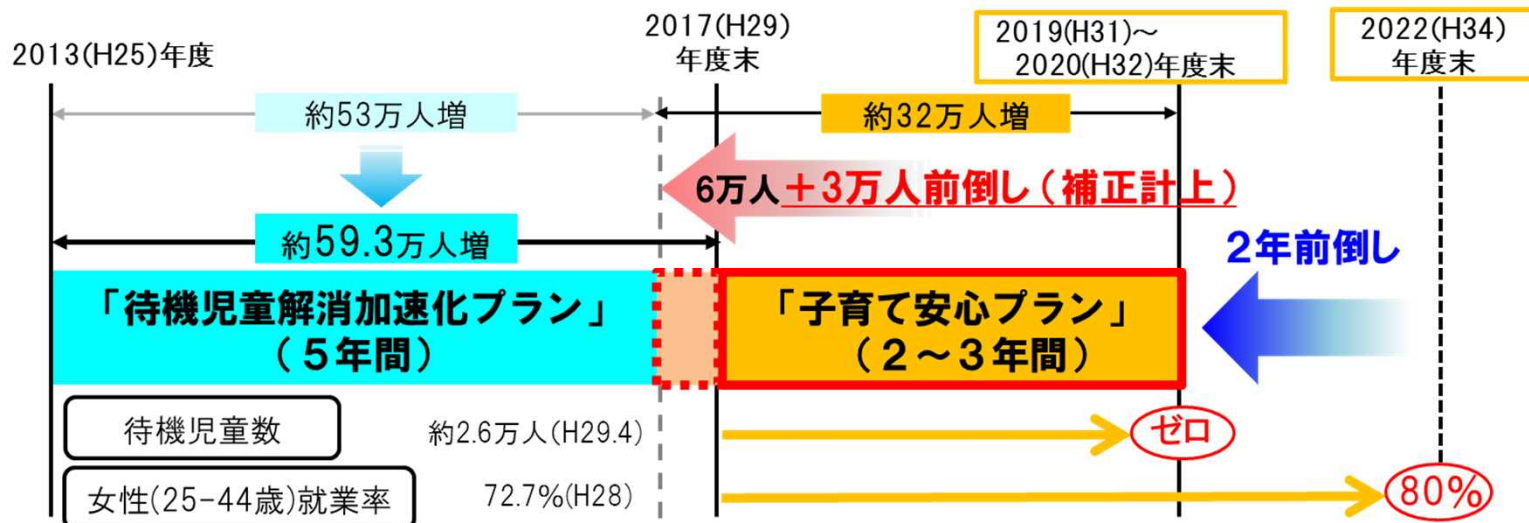 2013(H25)年度
2017(H29)
年度末
2019(H31)～
2020(H32)年度末
2022(H34)
年度末
約53万人増
約32万人増
6万人＋3万人前倒し（補正計上）
約59.3万人増
2年前倒し
「待機児童解消加速化プラン」
（5年間）
「子育て安心プラン」
（2～3年間）
待機児童数
約2.6万人(H29.4)
ゼロ
女性(25-44歳)就業率
72.7%(H28)
80%